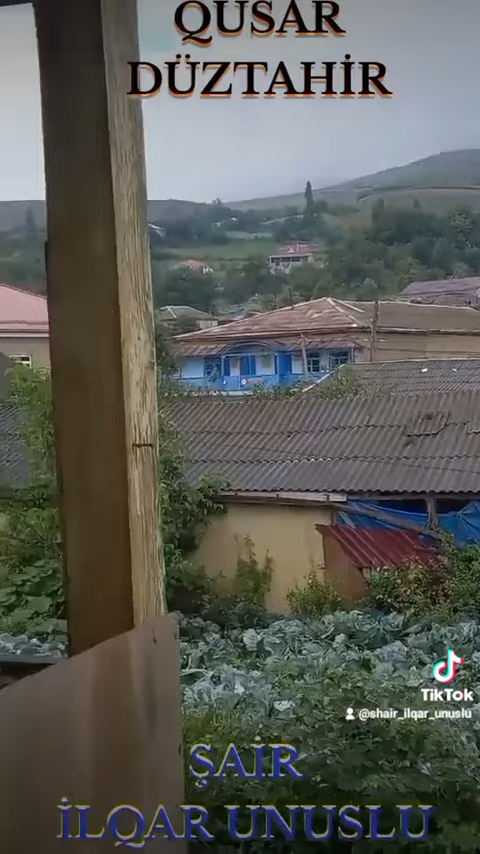 QUSAR
DÜZTAHİR
TikTok
@shair_ilqar_unuslu
ŞAİR
İLQAR UNUSLU